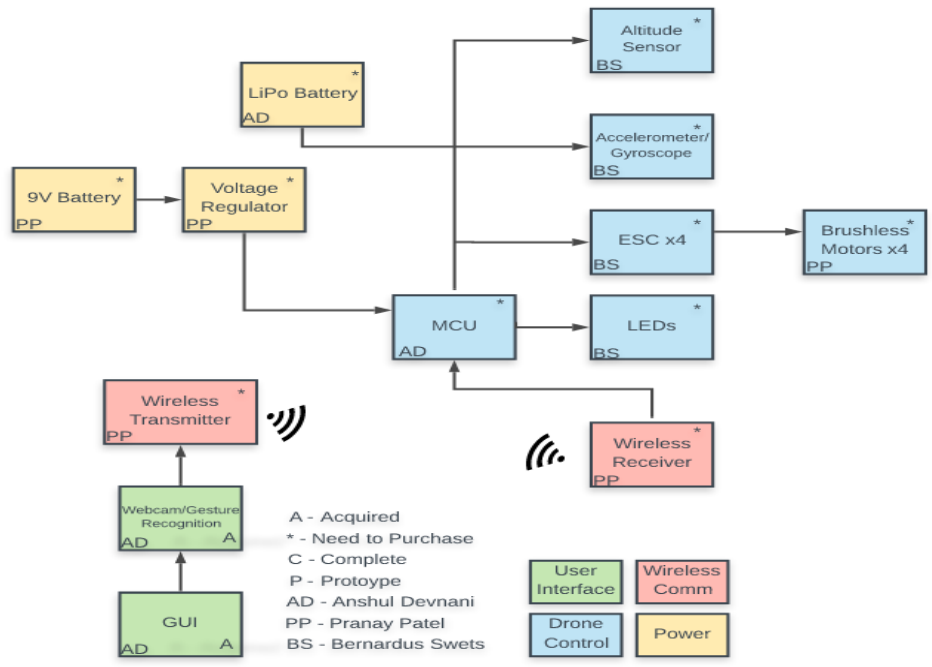 Altitude *
Sensor
BS
*
LiPo Battery
AD
*
Accelerometer/
Gyroscope
BS
*
9V Battery
PP
Voltage *
Regulator
PP
*
ESC x4
BS
Brushless *
Motors x4
PP
*
MCU
AD
*
LEDs
BS
*
Wireless
Transmitter
PP
*
Wireless
Receiver
PP
Webcam/Gesture
Recognition
AD A
GUI
AD A
A - Acquired
* - Need to Purchase
C - Complete
P - Protoype
AD - Anshul Devnani
PP - Pranay Patel
BS - Bernardus Swets
User
Interface
Wireless
Comm
Drone
Control
Power